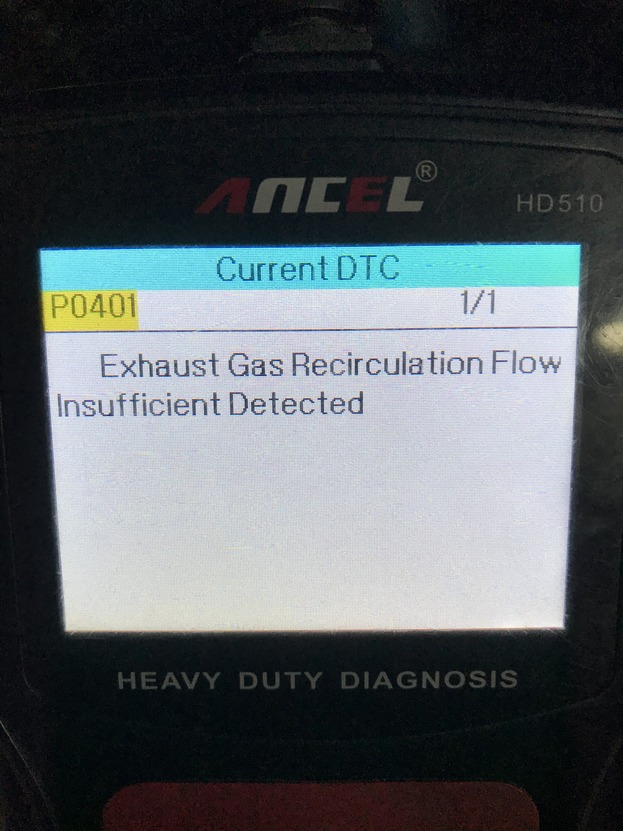 ANCEL®
HD510
Current DTC
P0401
1/1
Exhaust Gas Recirculation Flow
Insufficient Detected
HEAVY DUTY DIAGNOSIS